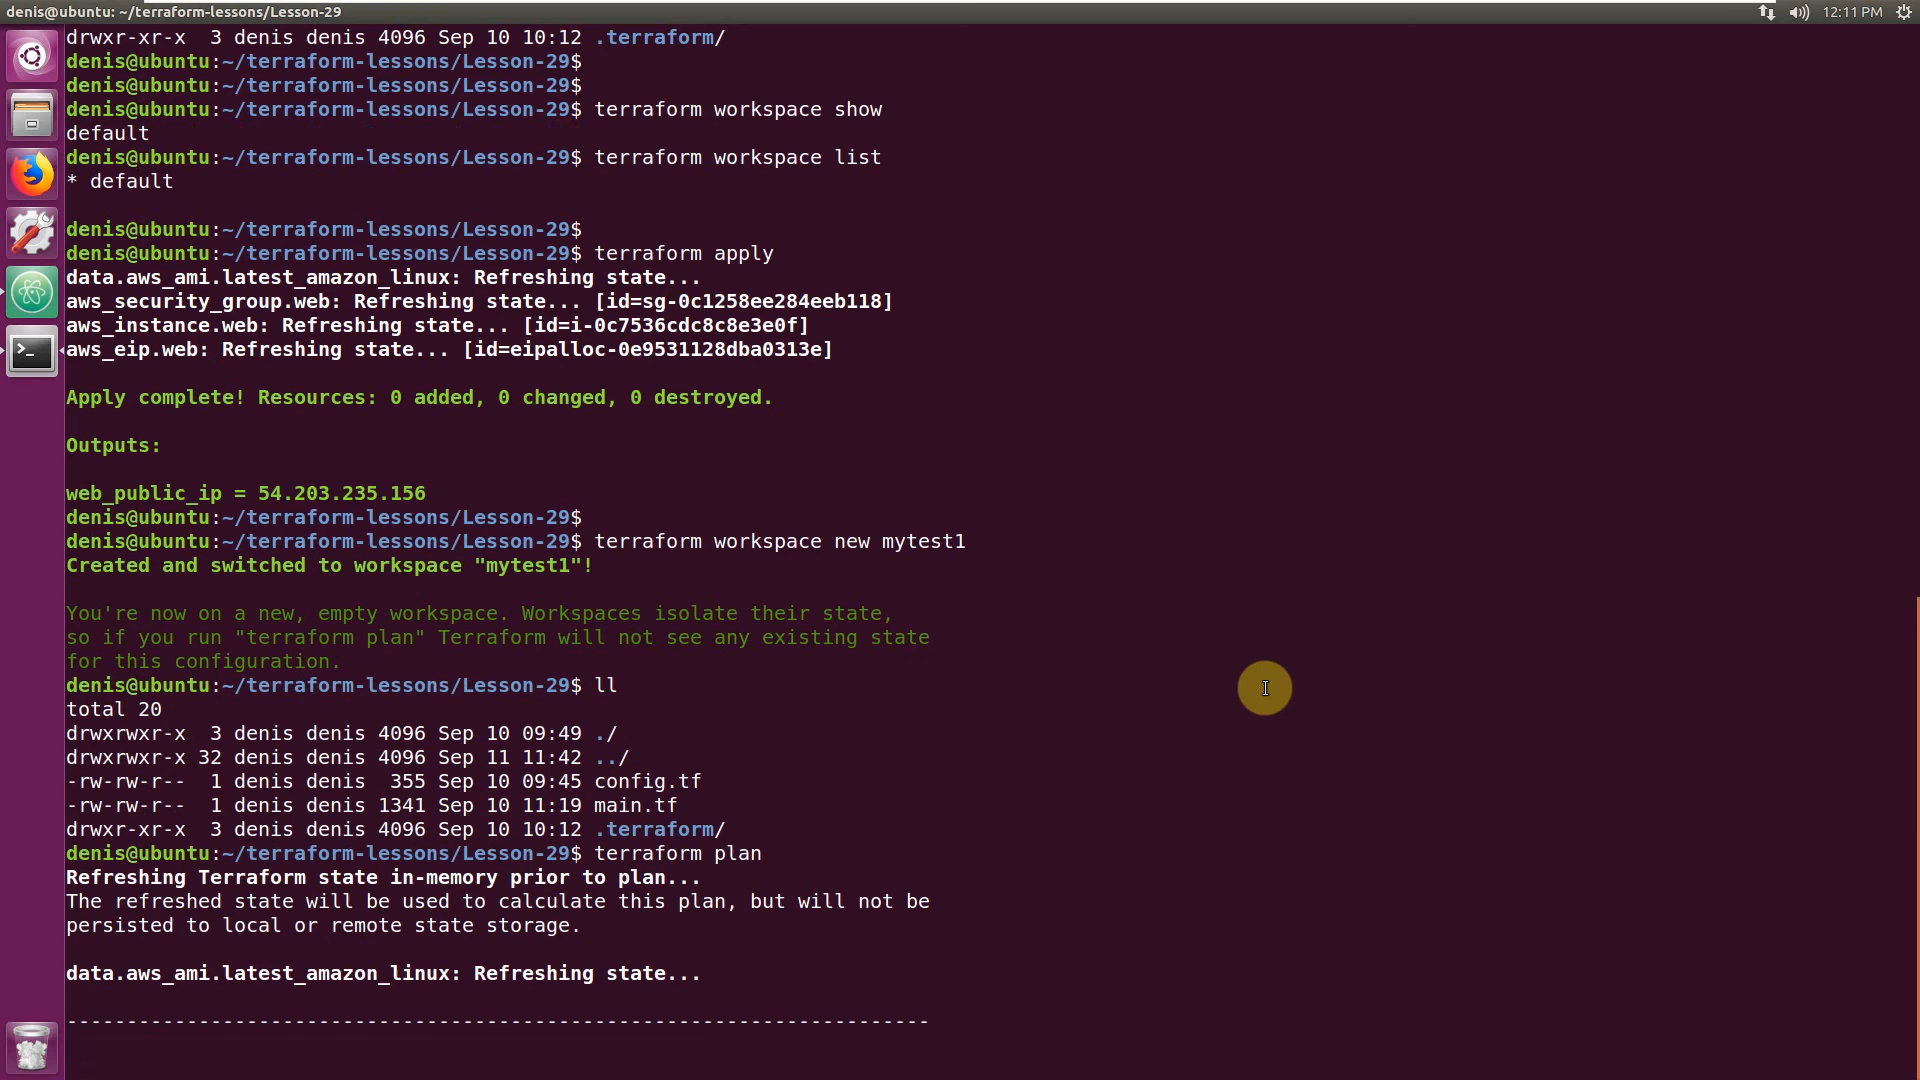 denis@ubuntu: ~/terraform-lessons/Lesson-29
12:11 PM
drwxr-xr-x  3 denis denis 4096 Sep 10 10:12 .terraform/
denis@ubuntu:~/terraform-lessons/Lesson-29$
denis@ubuntu:~/terraform-lessons/Lesson-29$
denis@ubuntu:~/terraform-lessons/Lesson-29$ terraform workspace show
default
denis@ubuntu:~/terraform-lessons/Lesson-29$ terraform workspace list
* default
denis@ubuntu:~/terraform-lessons/Lesson-29$
denis@ubuntu:~/terraform-lessons/Lesson-29$ terraform apply
data.aws_ami.latest_amazon_linux: Refreshing state...
aws_security_group.web: Refreshing state... [id=sg-0c1258ee284eeb118]
aws_instance.web: Refreshing state... [id=i-0c7536cdc8c8e3e0f]
aws_eip.web: Refreshing state... [id=eipalloc-0e9531128dba0313e]
Apply complete! Resources: 0 added, 0 changed, 0 destroyed.
Outputs:
web_public_ip = 54.203.235.156
denis@ubuntu:~/terraform-lessons/Lesson-29$
denis@ubuntu:~/terraform-lessons/Lesson-29$ terraform workspace new mytest1
Created and switched to workspace "mytest1"!
You're now on a new, empty workspace. Workspaces isolate their state,
so if you run "terraform plan" Terraform will not see any existing state
for this configuration.
denis@ubuntu:~/terraform-lessons/Lesson-29$ ll
total 20
drwxrwxr-x  3 denis denis 4096 Sep 10 09:49 ./
drwxrwxr-x 32 denis denis 4096 Sep 11 11:42 ../
-rw-rw-r--  1 denis denis  355 Sep 10 09:45 config.tf
-rw-rw-r--  1 denis denis 1341 Sep 10 11:19 main.tf
drwxr-xr-x  3 denis denis 4096 Sep 10 10:12 .terraform/
denis@ubuntu:~/terraform-lessons/Lesson-29$ terraform plan
Refreshing Terraform state in-memory prior to plan...
The refreshed state will be used to calculate this plan, but will not be
persisted to local or remote state storage.
data.aws_ami.latest_amazon_linux: Refreshing state...
------------------------------------------------------------------------